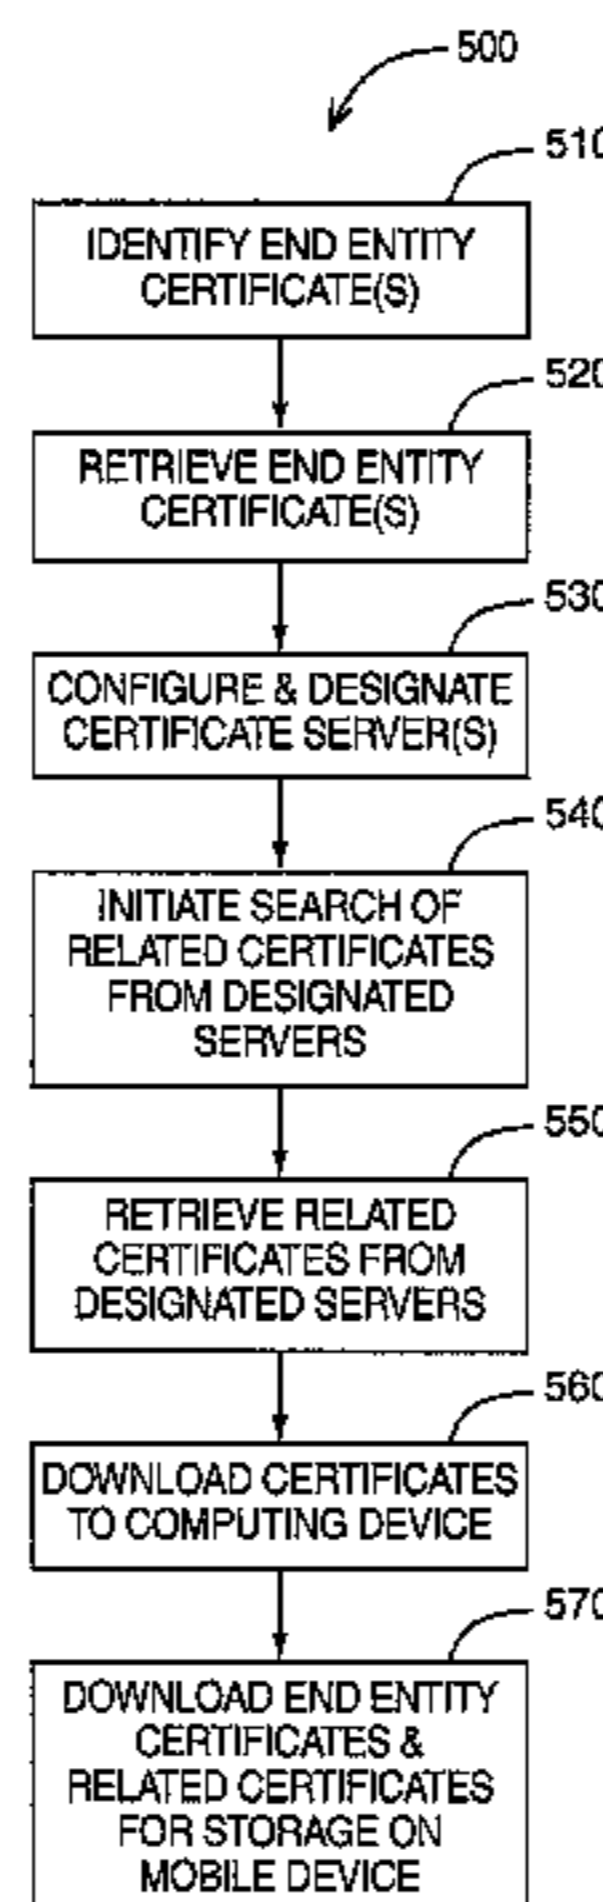 500
510
IDENTIFY END ENTITY
CERTIFICATE(S)
520
RETRIEVE END ENTITY
CERTIFICATE(S)
530
CONFIGURE & DESIGNATE
CERTIFICATE SERVER(S)
540
INITIATE SEARCH OF
RELATED CERTIFICATES
FROM DESIGNATED
SERVERS
550
RETRIEVE RELATED
CERTIFICATES FROM
DESIGNATED SERVERS
560
DOWNLOAD CERTIFICATES
TO COMPUTING DEVICE
570
DOWNLOAD END ENTITY
CERTIFICATES &
RELATED CERTIFICATES
FOR STORAGE ON
MOBILE DEVICE